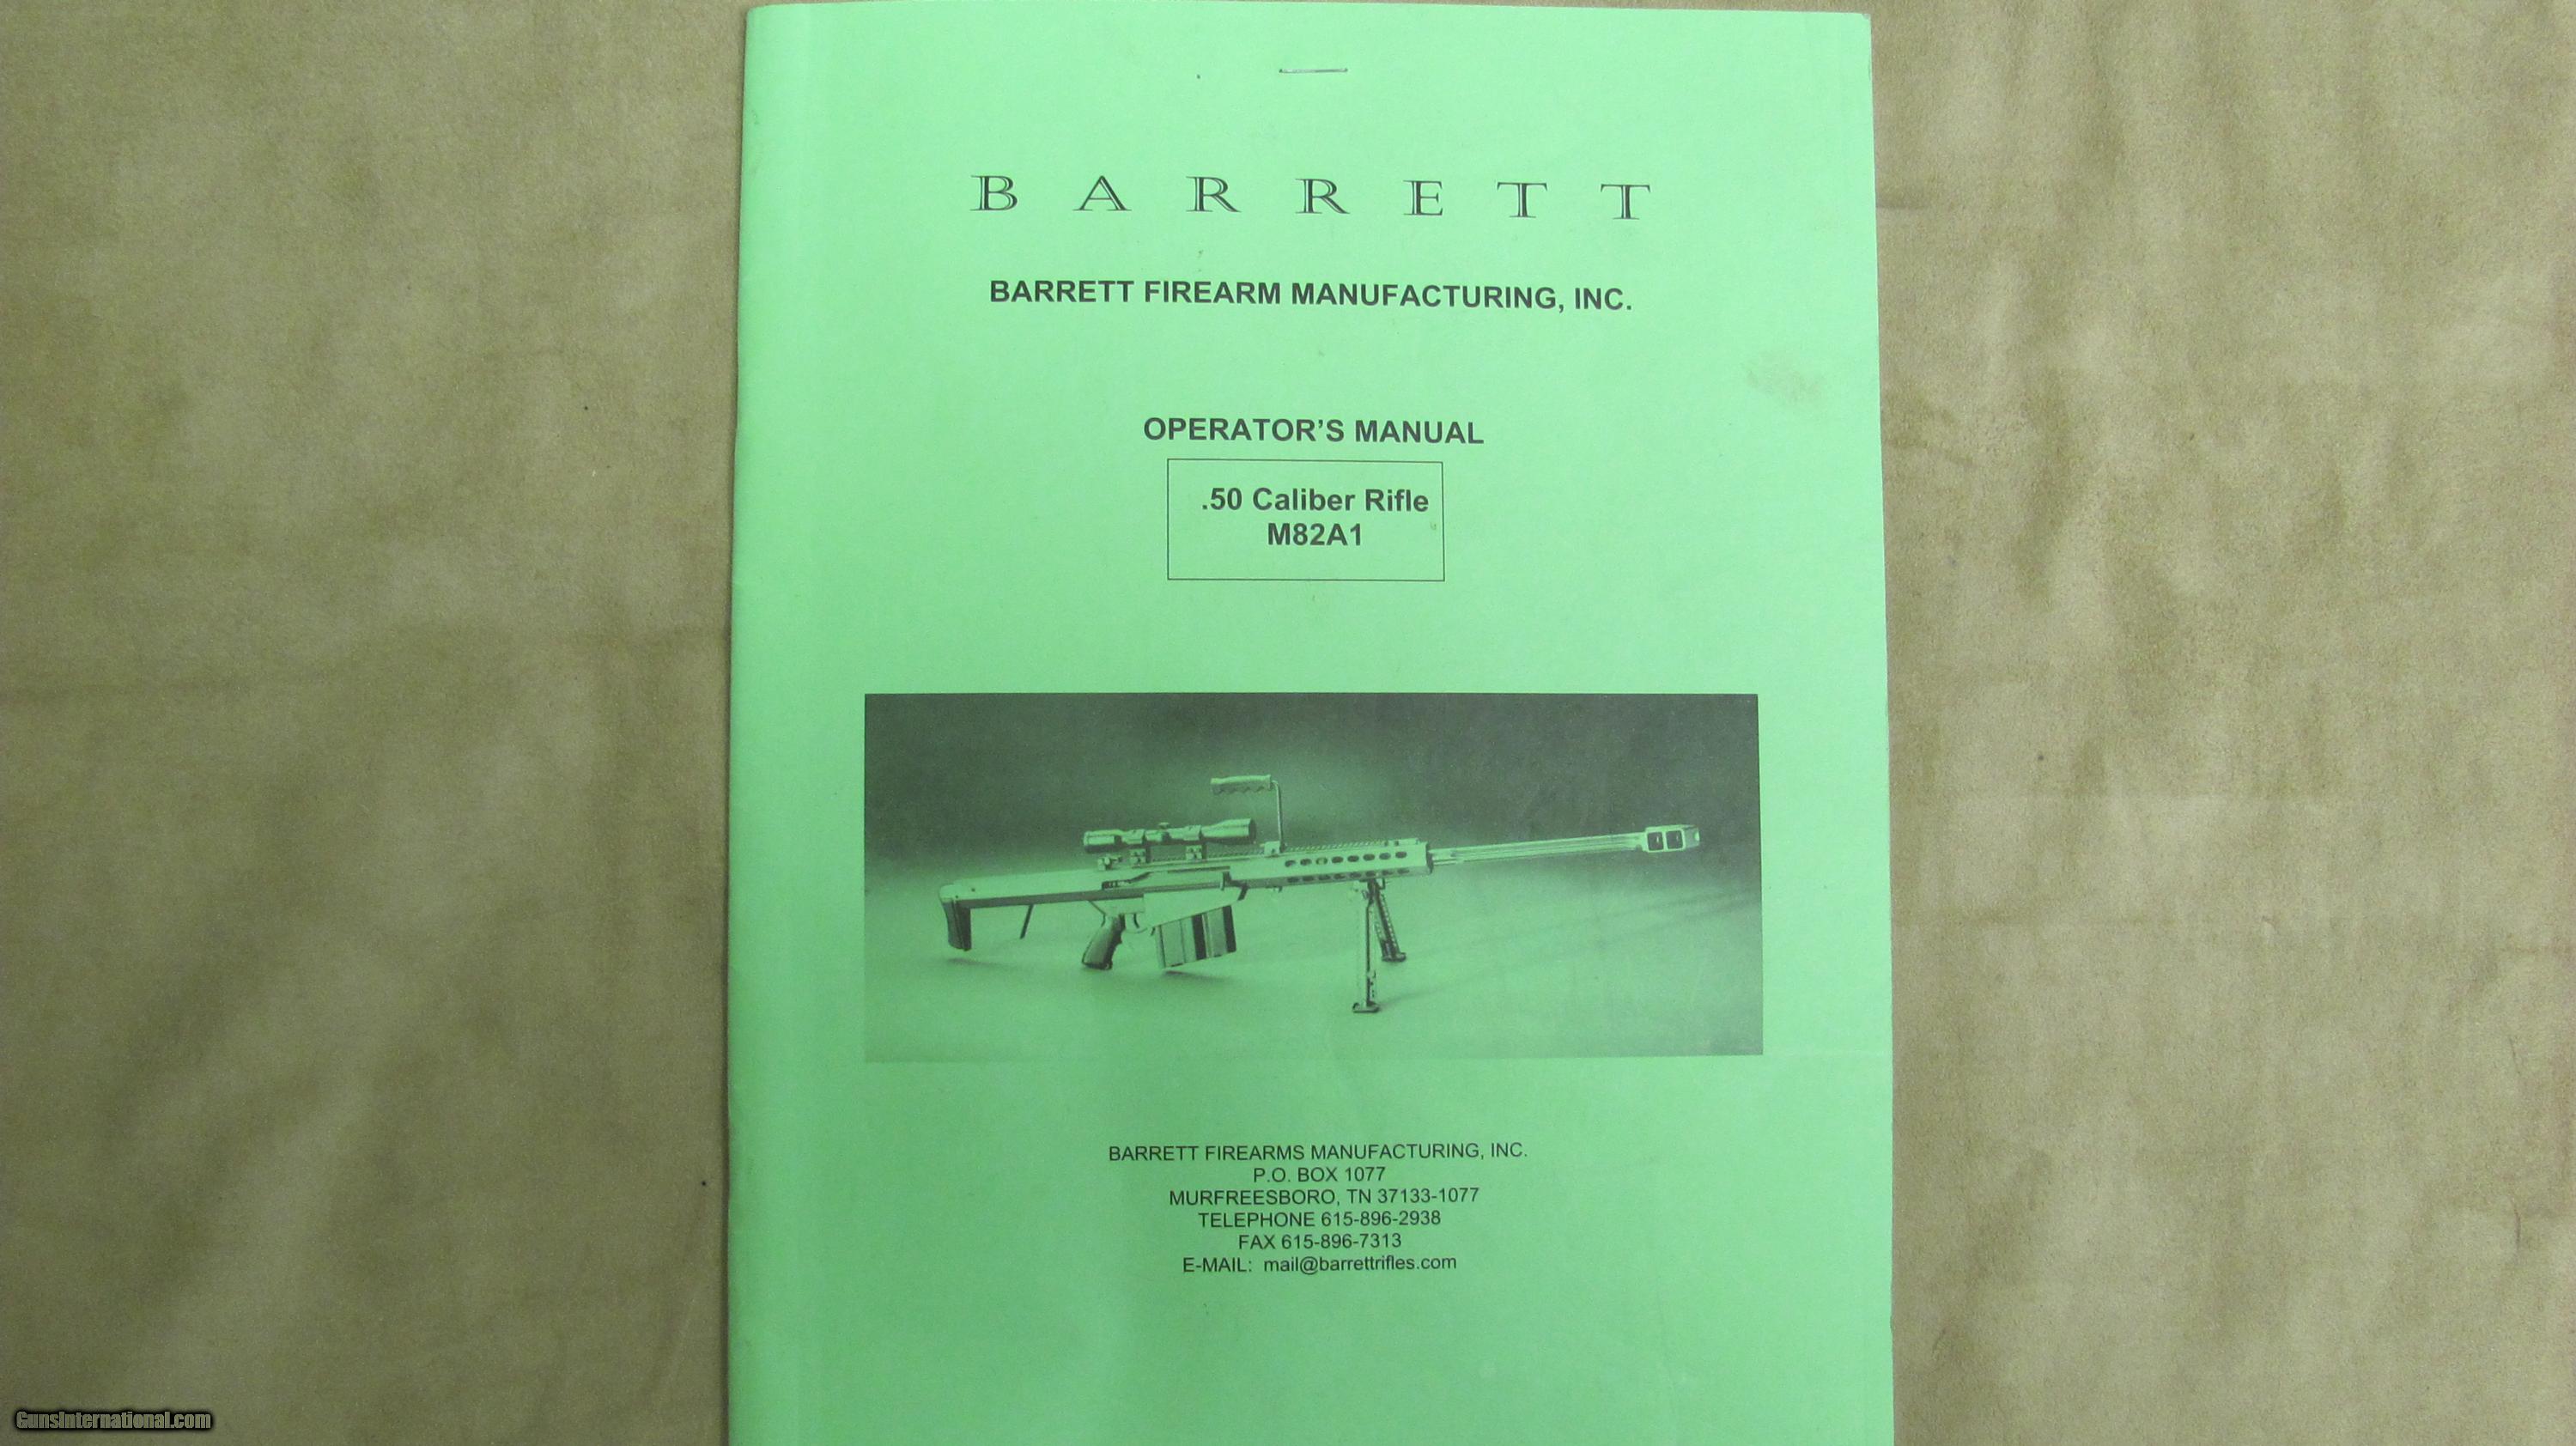 BARRETT
BARRETT FIREARM MANUFACTURING, INC.
OPERATOR'S MANUAL
.50 Caliber Rifle
M82A1
BARRETT FIREARMS MANUFACTURING, INC.
P.O. BOX 1077
MURFREESBORO, TN 37133-1077
TELEPHONE 615-896-2938
FAX 615-896-7313
E-MAIL: mail@barrettrifles.com
GunsInternational.com